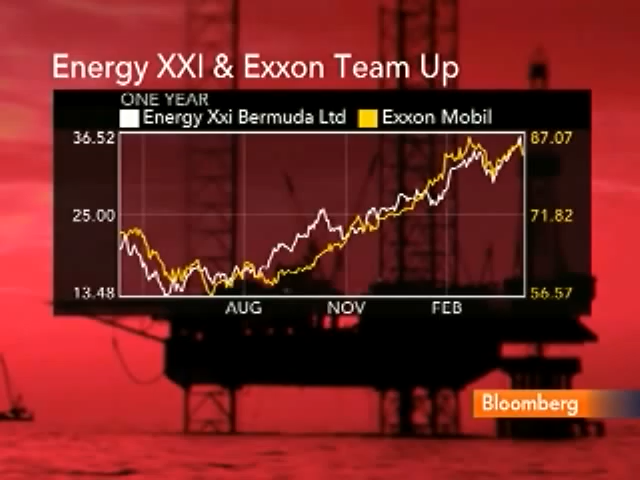 Energy XXI & Exxon Team Up
ONE YEAR
Energy Xxi Bermuda Ltd Exxon Mobil
36.52 87.07
25.00 71.82
13.48 56.57
AUG NOV FEB
Bloomberg